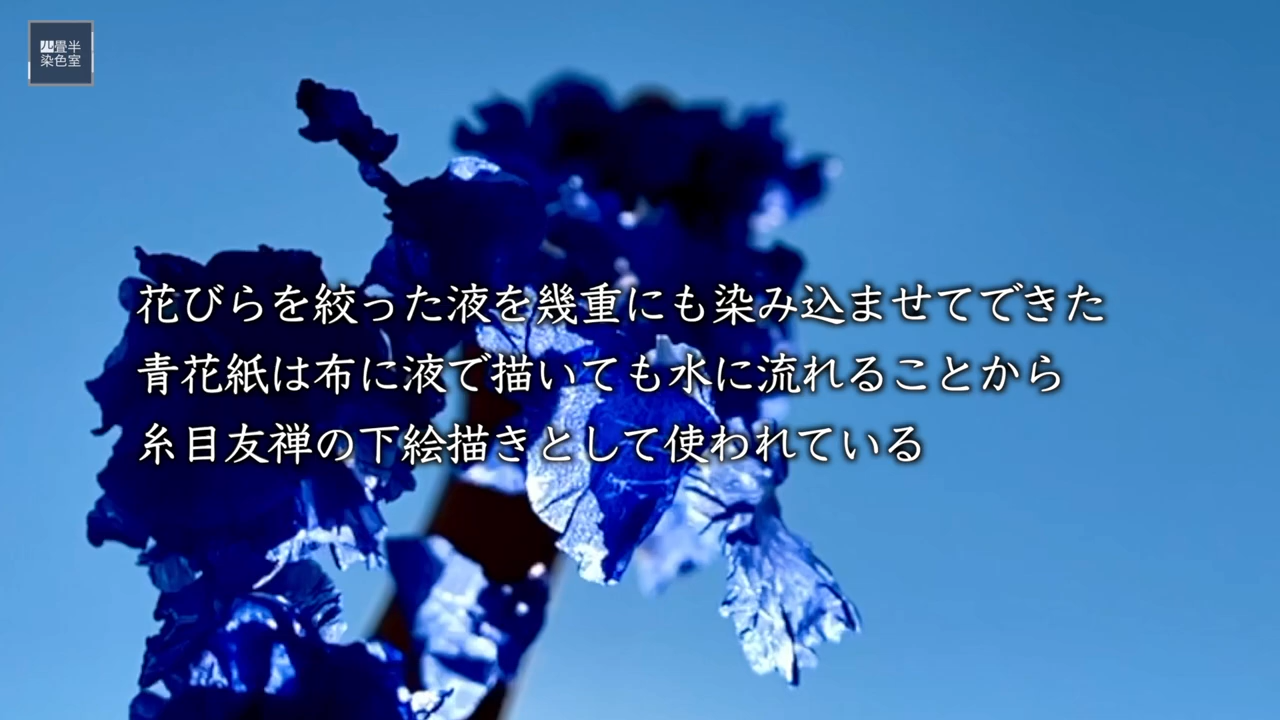 四畳半
染色室
花びらを絞った液を幾重にも染み込ませてできた
青花紙は布に液で描いても水に流れることから
糸目友禅の下絵描きとして使われている